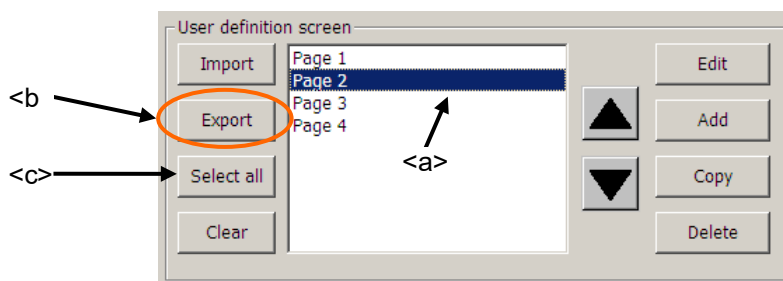 User definition screen
Import
Page 1
Edit
Page 2
<b
Export
Page 3
Page 4
Add
<a>
<c>
Select all
Copy
Clear
Delete